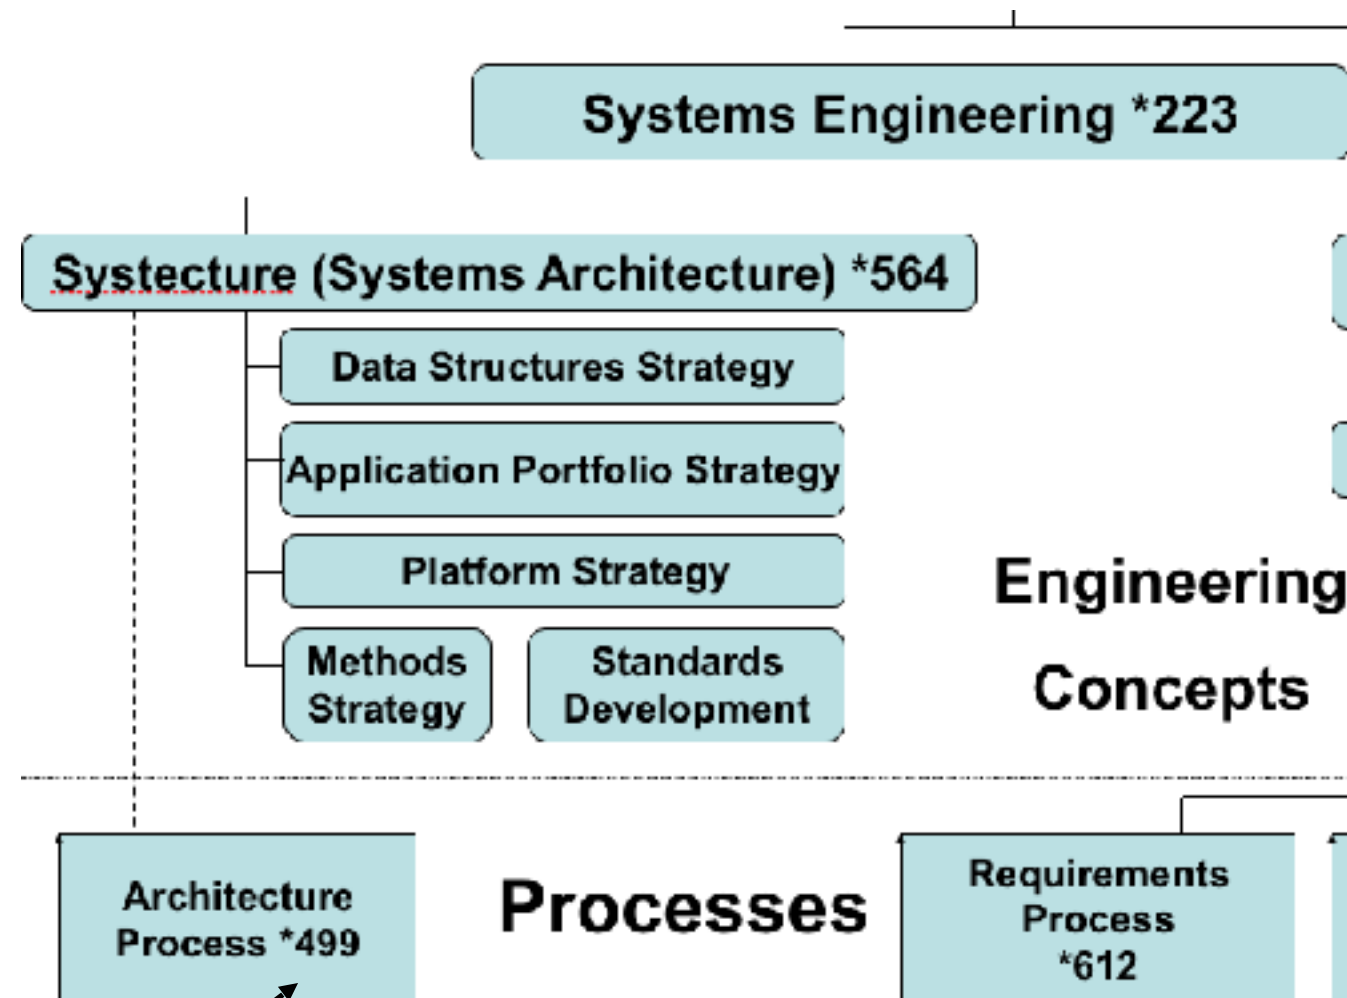 Systems Engineering *223
Systecture (Systems Architecture) *564
Data Structures Strategy
Application Portfolio Strategy
Platform Strategy
Methods
Strategy
Standards
Development
Engineering
Concepts
Architecture
Process *499
Processes
Requirements
Process
*612